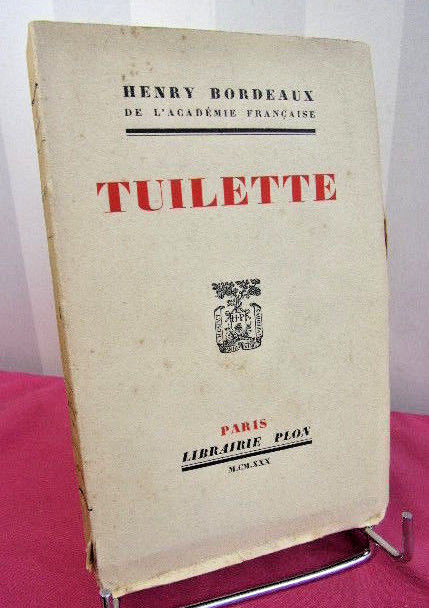 HENRY BORDEAUX
DE L'ACADÉMIE FRANÇAISE
TUILETTE
PARIS
LIBRAIRIE PLON
M.CM.XXX